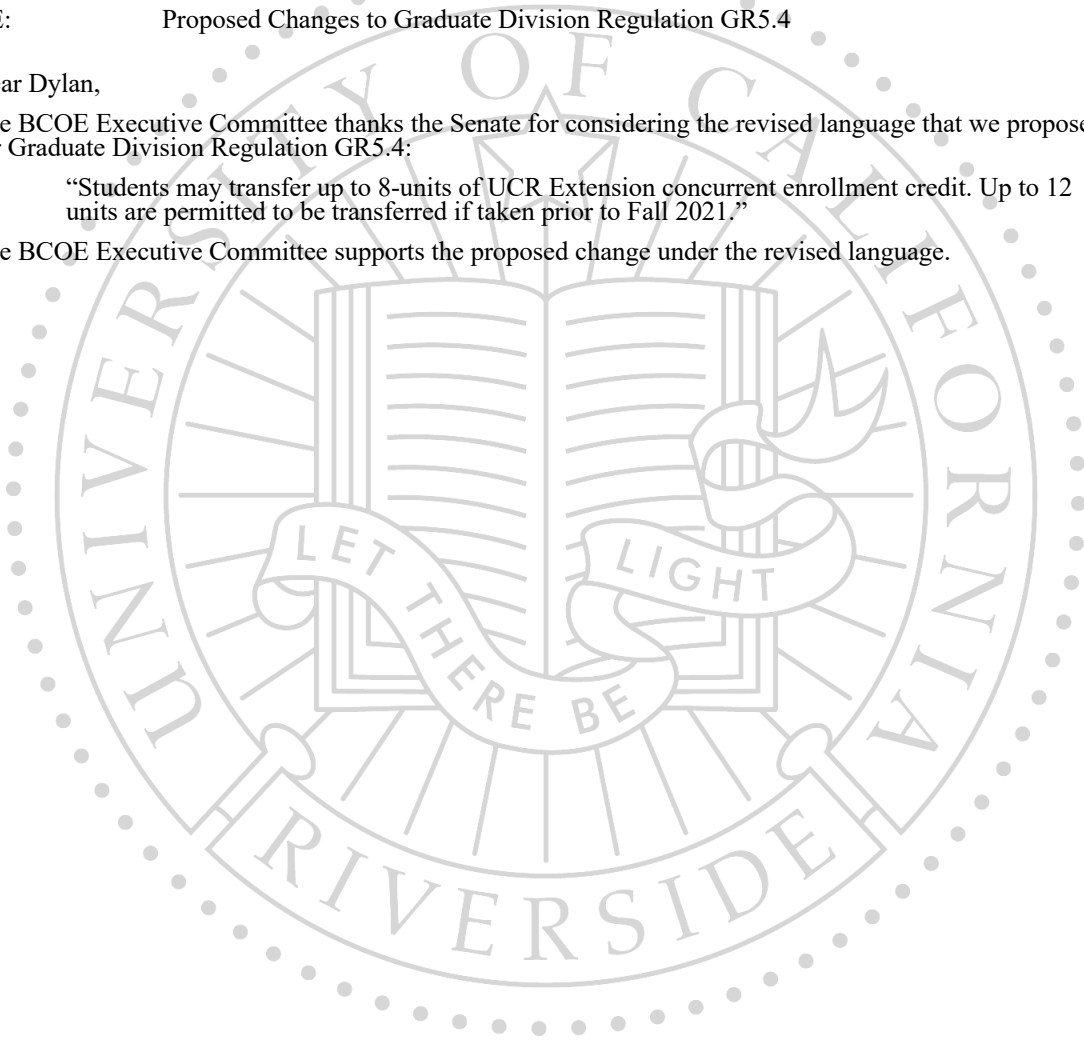 E: Proposed Changes to Graduate Division Regulation GR5.4
ar Dylan,
e BCOE Executive Committee thanks the Senate for considering the revised language that we propose
r Graduate Division Regulation GR5.4:
“Students may transfer up to 8-units of UCR Extension concurrent enrollment credit. Up to 12
units are permitted to be transferred if taken prior to Fall 2021.”
e BCOE Executive Committee supports the proposed change under the revised language.
UNIVERSITY OF CALIFORNIA
LET THERE BE LIGHT
RIVERSIDE